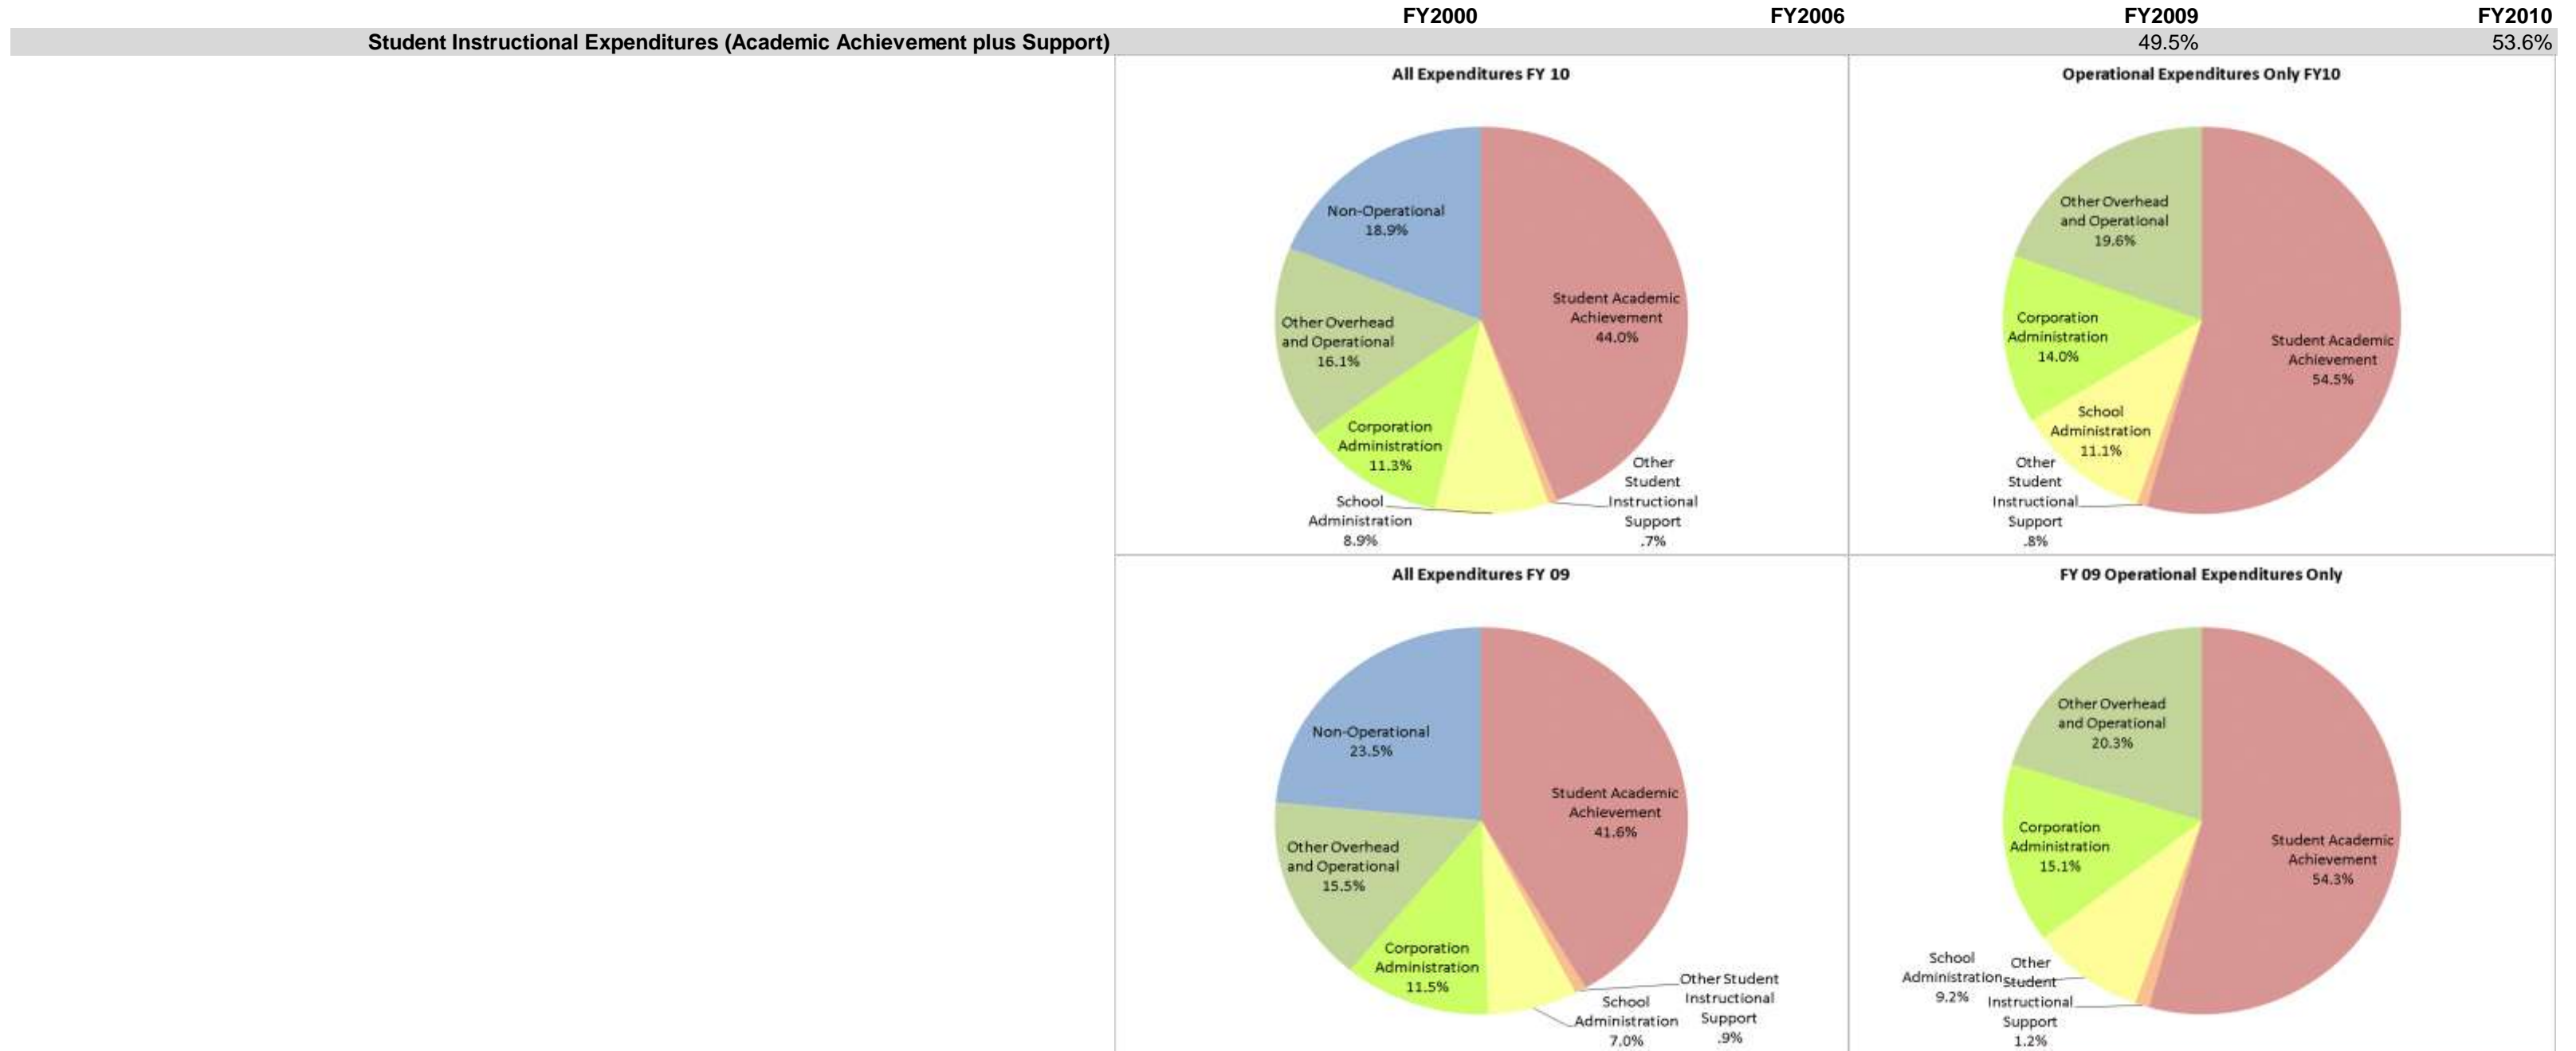 FY2000 FY2006 FY2009 FY2010
Student Instructional Expenditures (Academic Achievement plus Support) 49.5% 53.6%
All Expenditures FY 10
Non-Operational
18.9%
Student Academic
Achievement
44.0%
Other Overhead
and Operational
16.1%
Corporation
Administration
11.3%
School
Administration
8.9%
Other
Student
Instructional
Support
.7%
Operational Expenditures Only FY10
Other Overhead
and Operational
19.6%
Corporation
Administration
14.0%
Student Academic
Achievement
54.5%
School
Administration
11.1%
Other
Student
Instructional
Support
.8%
All Expenditures FY 09
Non-Operational
23.5%
Student Academic
Achievement
41.6%
Other Overhead
and Operational
15.5%
Corporation
Administration
11.5%
School
Administration
7.0%
Other Student
Instructional
Support
.9%
FY 09 Operational Expenditures Only
Other Overhead
and Operational
20.3%
Corporation
Administration
15.1%
Student Academic
Achievement
54.3%
School
Administration
9.2%
Other
Student
Instructional
Support
1.2%